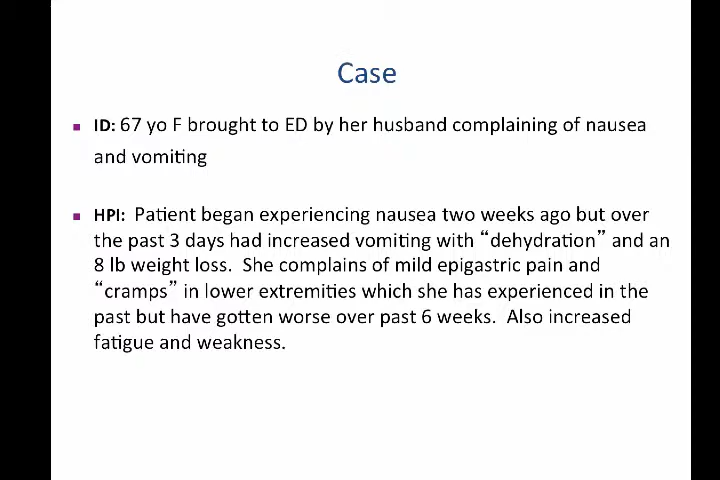 Case
▪ ID: 67 yo F brought to ED by her husband complaining of nausea
and vomiting
▪ HPI: Patient began experiencing nausea two weeks ago but over
the past 3 days had increased vomiting with “dehydration” and an
8 lb weight loss. She complains of mild epigastric pain and
“cramps” in lower extremities which she has experienced in the
past but have gotten worse over past 6 weeks. Also increased
fatigue and weakness.